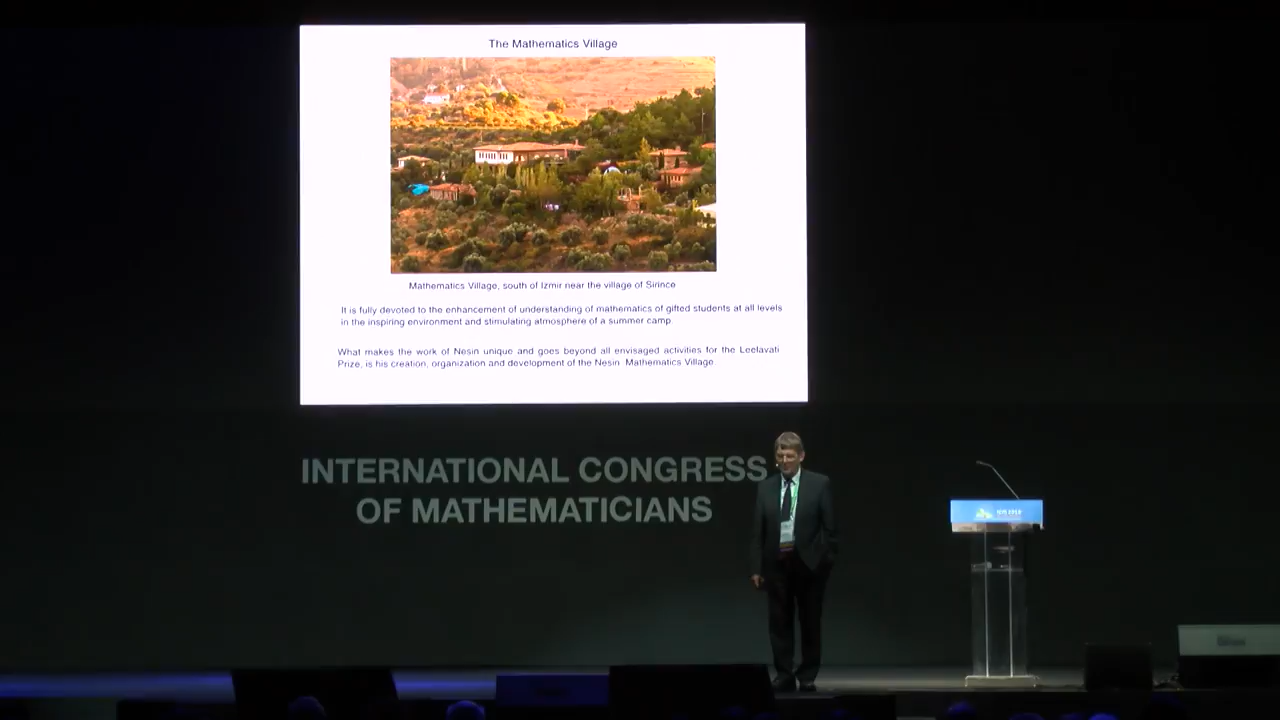 The Mathematics Village
Mathematics Village, south of Izmir near the village of Sirince
It is fully devoted to the enhancement of understanding of mathematics of gifted students at all levels
in the inspiring environment and stimulating atmosphere of a summer camp.
What makes the work of Nesin unique and goes beyond all envisaged activities for the Leelavati
Prize, is his creation, organization and development of the Nesin Mathematics Village.
INTERNATIONAL CONGRESS
OF MATHEMATICIANS